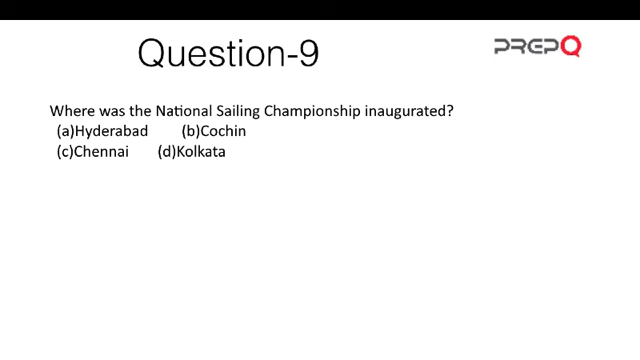 Question-9
PREPQ
Where was the National Sailing Championship inaugurated?
(a)Hyderabad (b)Cochin
(c)Chennai (d)Kolkata